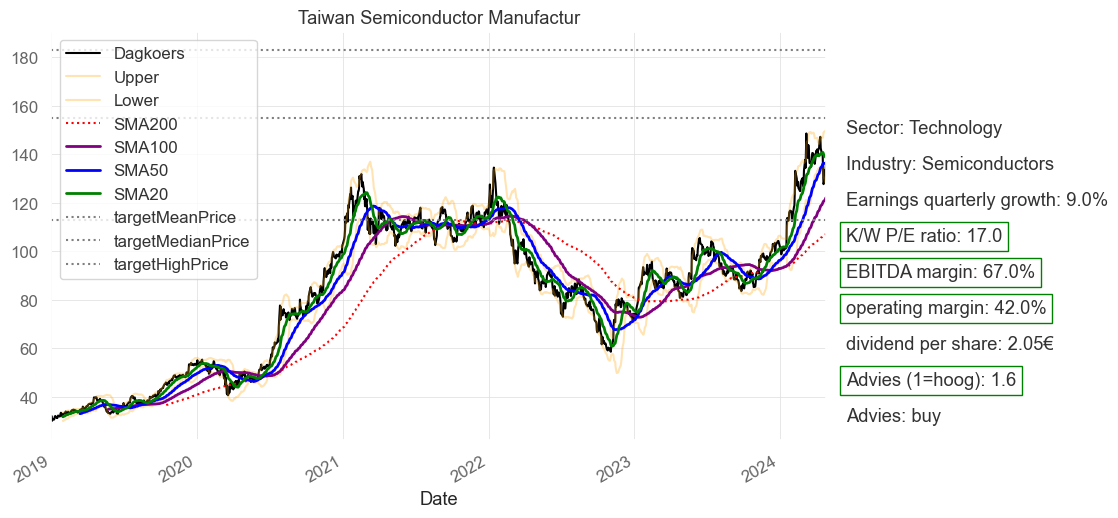 Taiwan Semiconductor Manufactur
Dagkoers
Upper
Lower
SMA200
SMA100
SMA50
SMA20
targetMeanPrice
targetMedianPrice
targetHighPrice
180
160
140
120
100
80
60
40
2019
2020
2021
2022
2023
2024
Date
Sector: Technology
Industry: Semiconductors
Earnings quarterly growth: 9.0%
K/W P/E ratio: 17.0
EBITDA margin: 67.0%
operating margin: 42.0%
dividend per share: 2.05€
Advies (1=hoog): 1.6
Advies: buy